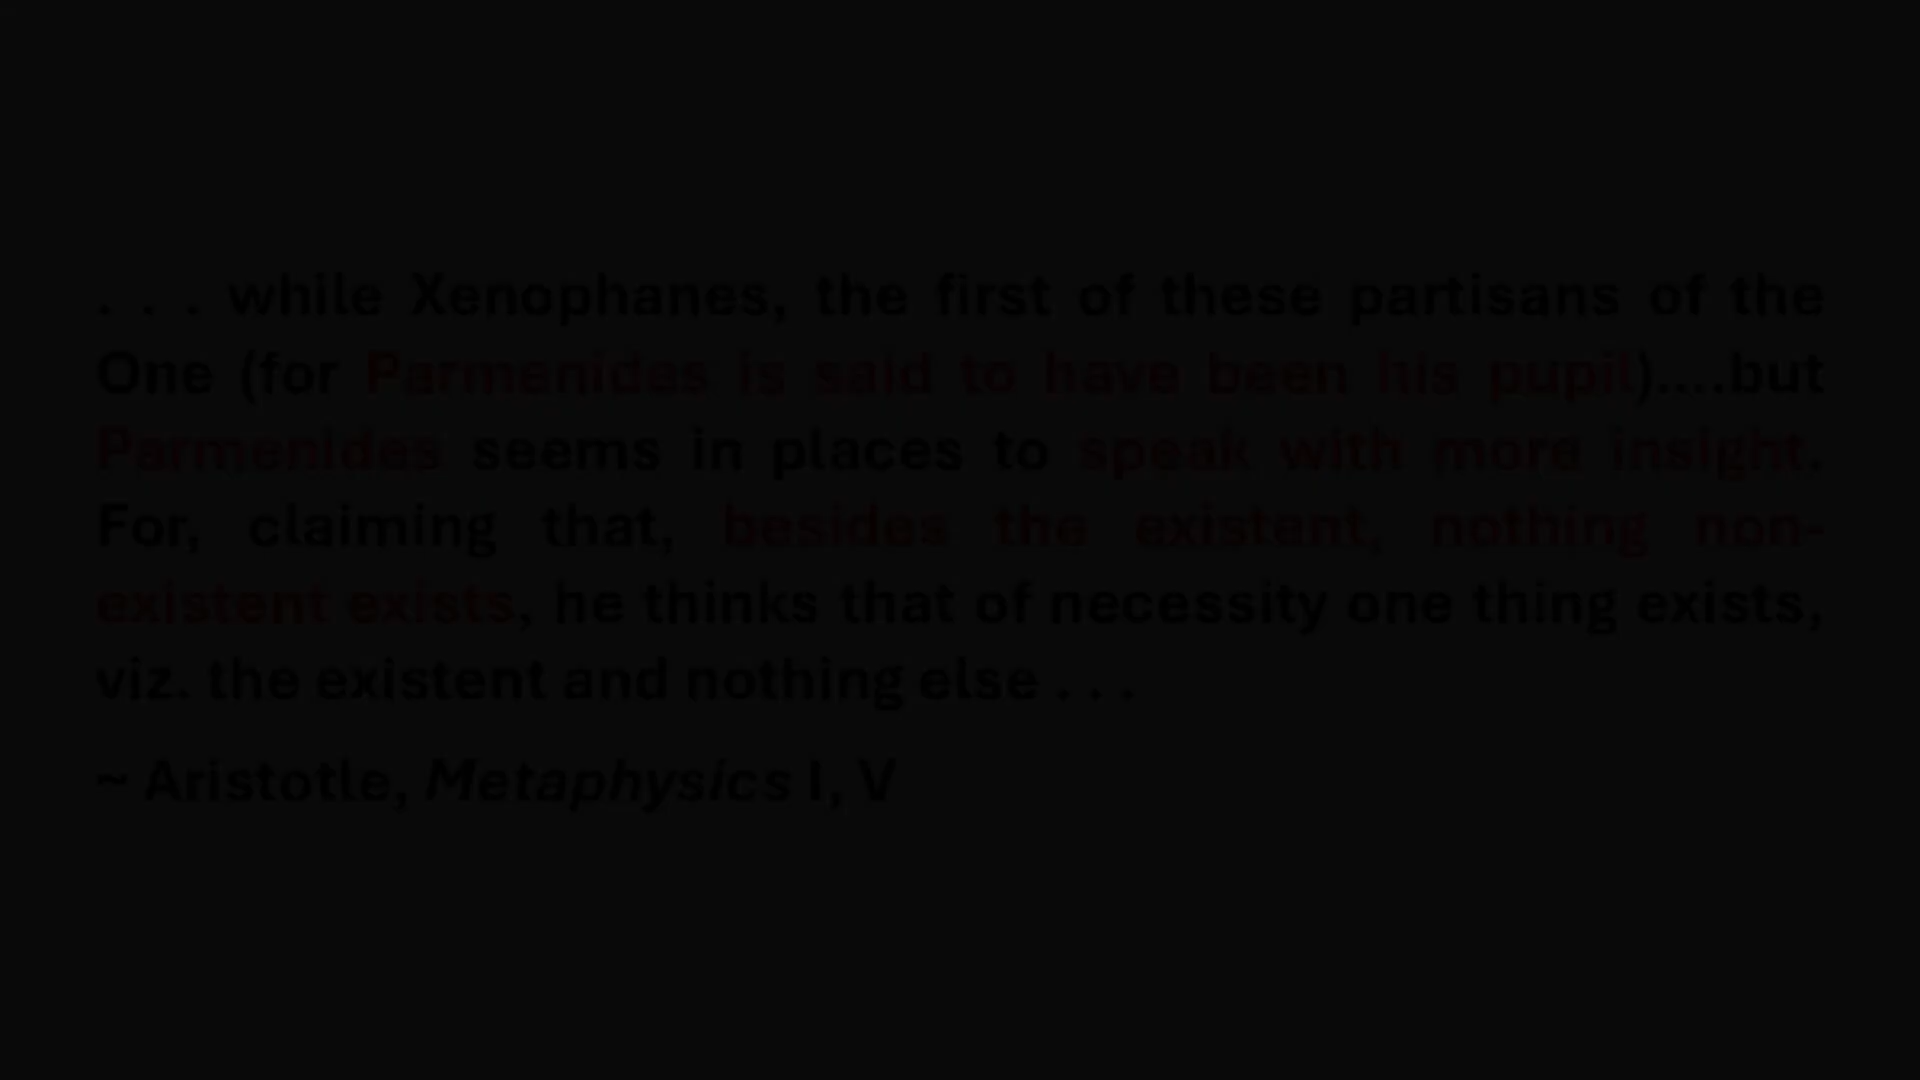 . . . while Xenophanes, the first of these partisans of the
One (for Parmenides is said to have been his pupil)....but
Parmenides seems in places to speak with more insight.
For, claiming that, besides the existent, nothing non-
existent exists, he thinks that of necessity one thing exists,
viz. the existent and nothing else . . .
~ Aristotle, Metaphysics I, V